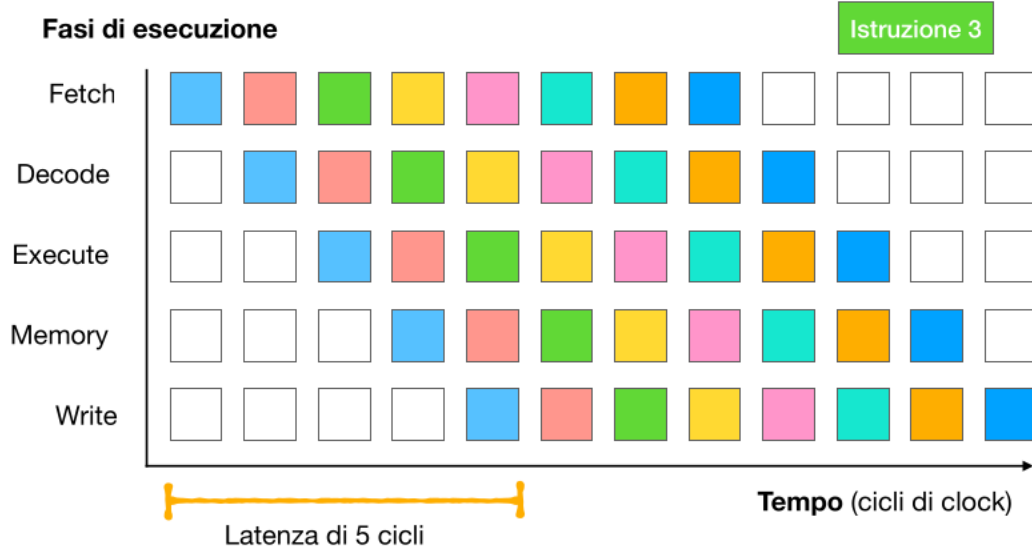 Fasi di esecuzione
Istruzione 3
Fetch
Decode
Execute
Memory
Write
Tempo (cicli di clock)
Latenza di 5 cicli